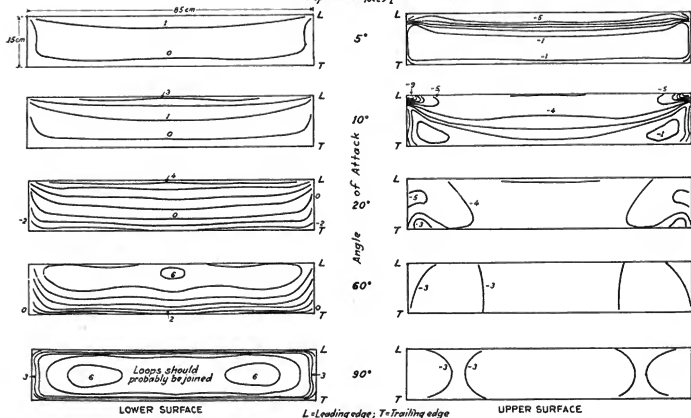 85 cm
15cm
L
T
1
0
5°
L
T
-5
-1
-1
L
T
3
1
0
10°
L
T
-9
-5
-5
-4
-1
L
T
4
0
0
-2
-2
20°
L
T
-5
-4
-3
Angle of Attack
L
T
6
0
0
2
60°
L
T
-3
-3
L
T
3
3
6
6
Loops should
probably be joined
90°
L
T
-3
-3
LOWER SURFACE
L=Leading edge; T=Trailing edge
UPPER SURFACE